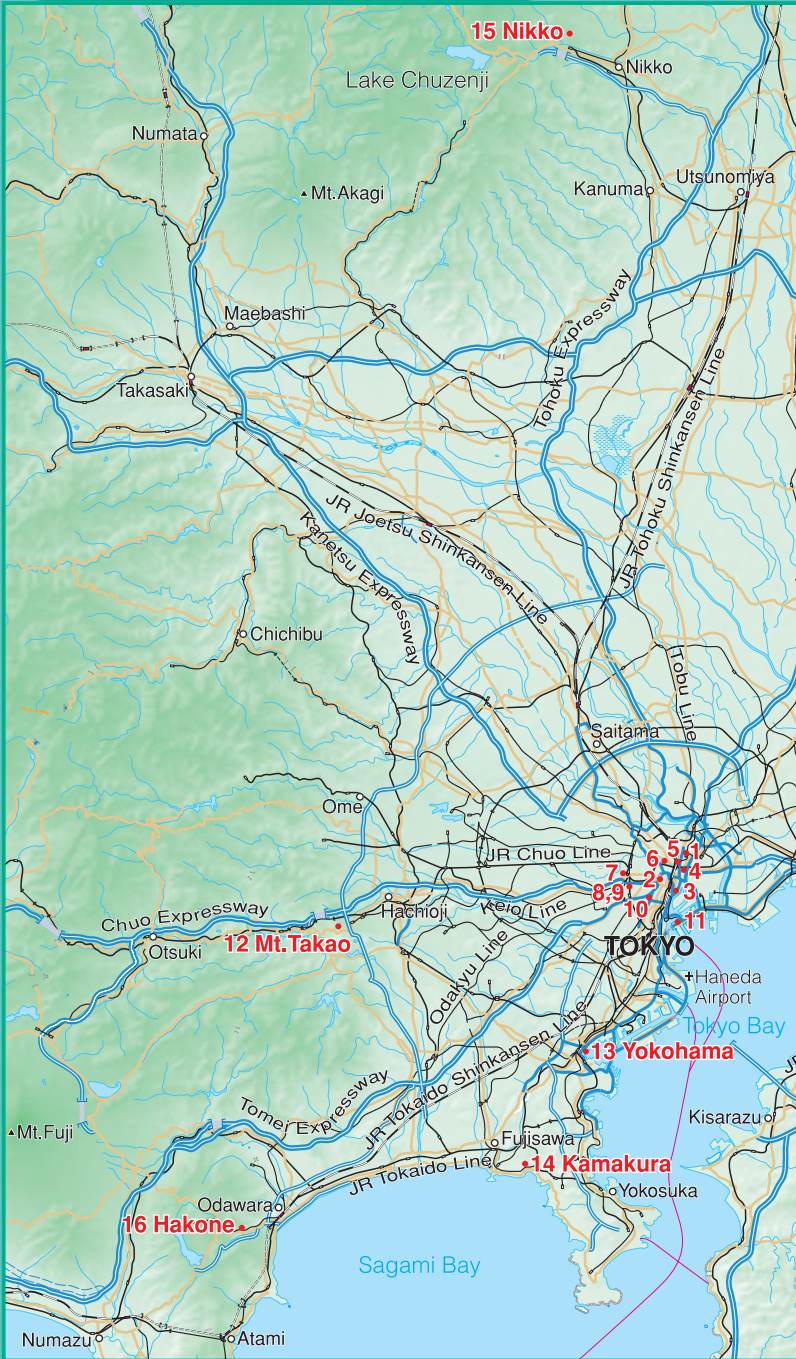 15 Nikko
Nikko
Lake Chuzenji
Numata
Mt.Akagi
Kanuma
Utsunomiya
Maebashi
Tohoku Expressway
Takasaki
JR Tohoku Shinkansen Line
JR Joetsu Shinkansen Line
Kanetsu Expressway
Chichibu
Tobu Line
Saitama
Ome
JR Chuo Line
5
1
6
4
7
2
8,9
3
10
11
Chuo Expressway
Hachioji
Keio Line
12 Mt.Takao
Otsuki
Odakyu Line
TOKYO
Haneda
Airport
Tokyo Bay
13 Yokohama
JR Tokaido Shinkansen Line
JR
Tomei Expressway
Kisarazu
Mt.Fuji
Fujisawa
14 Kamakura
JR Tokaido Line
Yokosuka
Odawara
16 Hakone
Sagami Bay
Numazu
Atami